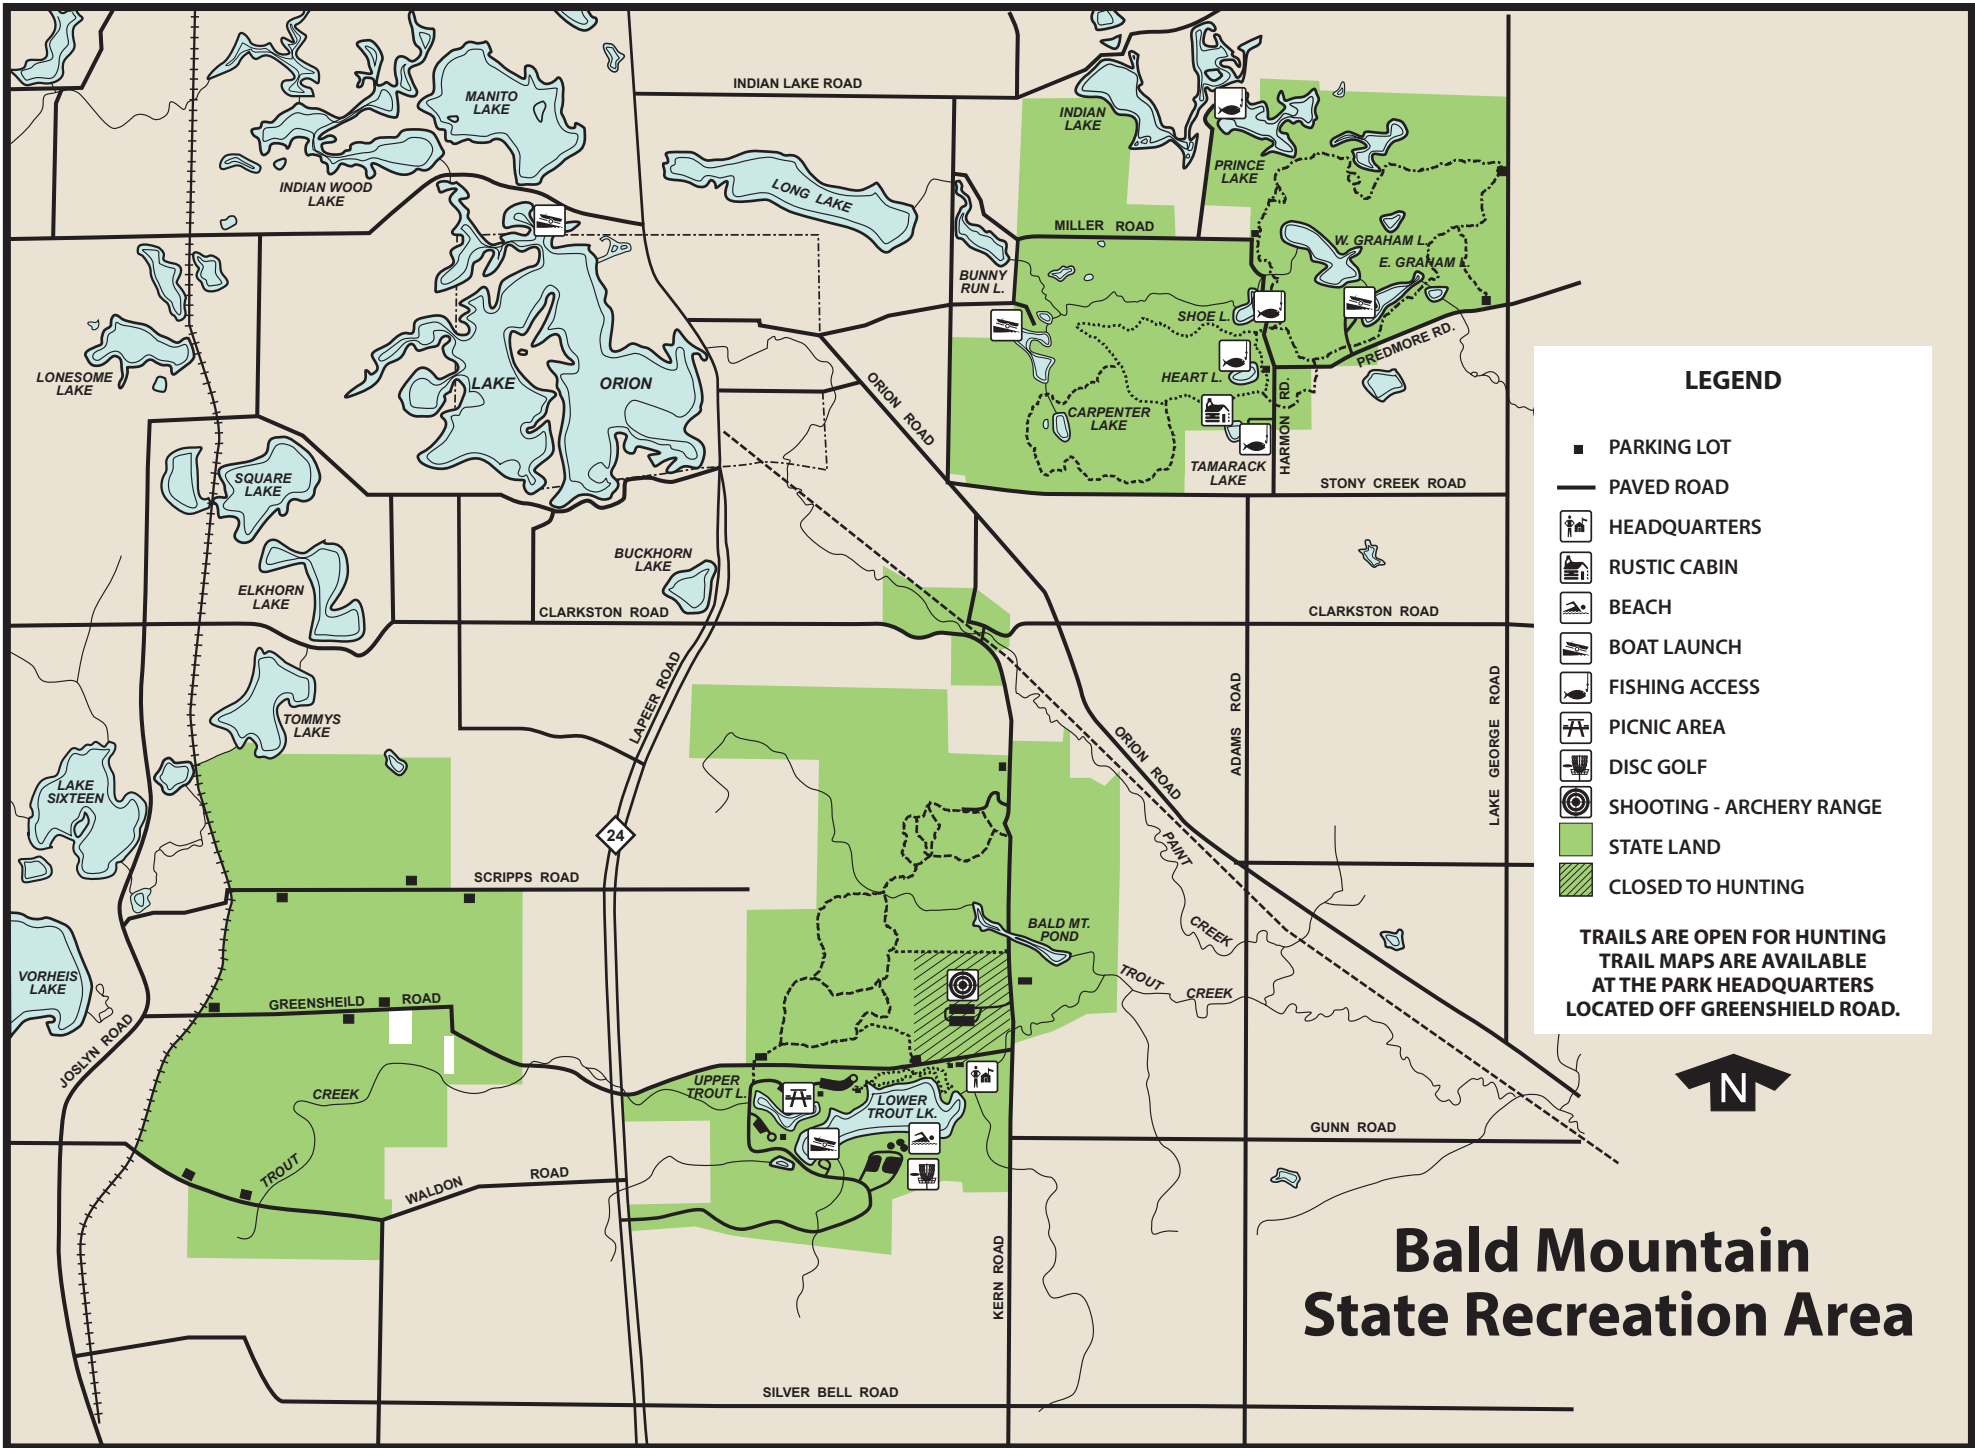 INDIAN LAKE ROAD
MANITO
LAKE
INDIAN
LAKE
PRINCE
LAKE
INDIAN WOOD
LAKE
LONG LAKE
MILLER ROAD
W. GRAHAM L.
E. GRAHAM L.
BUNNY
RUN L.
SHOE L.
PREDMORE RD.
LONESOME
LAKE
LAKE ORION
HEART L.
ORION ROAD
CARPENTER
LAKE
HARMON RD.
TAMARACK
LAKE
STONY CREEK ROAD
SQUARE
LAKE
BUCKHORN
LAKE
ELKHORN
LAKE
CLARKSTON ROAD
CLARKSTON ROAD
LAPEER ROAD
ADAMS ROAD
LAKE GEORGE ROAD
TOMMYS
LAKE
ORION ROAD
LAKE
SIXTEEN
24
PAINT
CREEK
SCRIPPS ROAD
BALD MT.
POND
TROUT CREEK
VORHEIS
LAKE
GREENSHEILD ROAD
JOSLYN ROAD
UPPER
TROUT L.
LOWER
TROUT LK.
CREEK
TROUT
GUNN ROAD
WALDON ROAD
KERN ROAD
SILVER BELL ROAD
LEGEND
PARKING LOT
PAVED ROAD
HEADQUARTERS
RUSTIC CABIN
BEACH
BOAT LAUNCH
FISHING ACCESS
PICNIC AREA
DISC GOLF
SHOOTING - ARCHERY RANGE
STATE LAND
CLOSED TO HUNTING
TRAILS ARE OPEN FOR HUNTING
TRAIL MAPS ARE AVAILABLE
AT THE PARK HEADQUARTERS
LOCATED OFF GREENSHIELD ROAD.
N
Bald Mountain
State Recreation Area